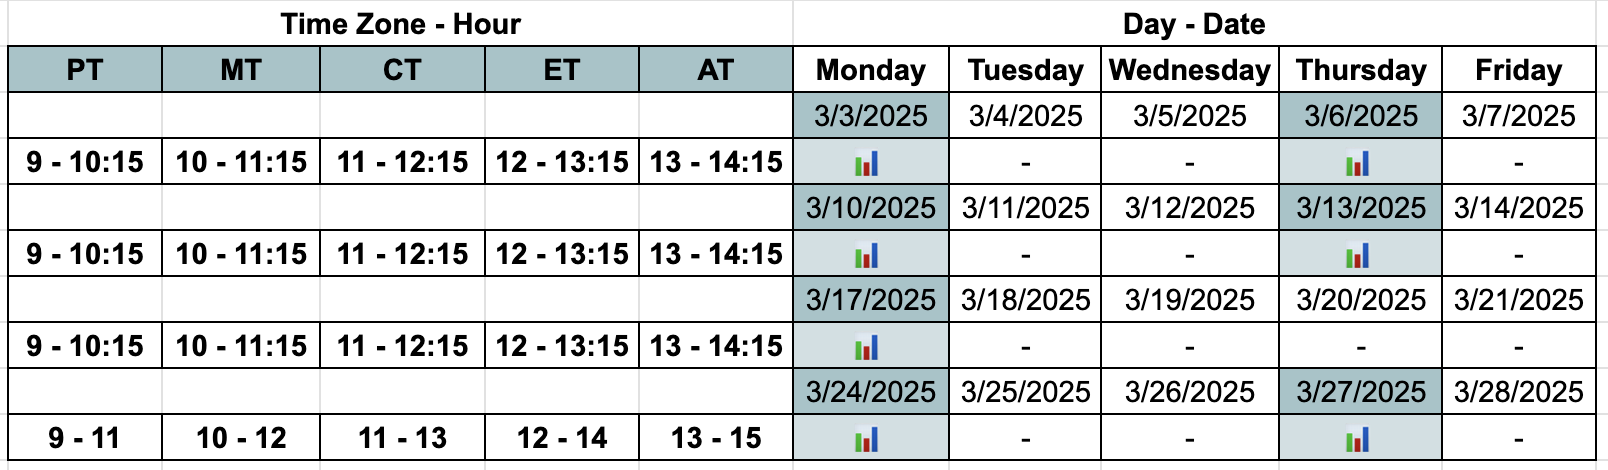 Time Zone - Hour Day - Date
PT MT CT ET AT Monday Tuesday Wednesday Thursday Friday
3/3/2025 3/4/2025 3/5/2025 3/6/2025 3/7/2025
9 - 10:15 10 - 11:15 11 - 12:15 12 - 13:15 13 - 14:15 📊 - - 📊 -
3/10/2025 3/11/2025 3/12/2025 3/13/2025 3/14/2025
9 - 10:15 10 - 11:15 11 - 12:15 12 - 13:15 13 - 14:15 📊 - - 📊 -
3/17/2025 3/18/2025 3/19/2025 3/20/2025 3/21/2025
9 - 10:15 10 - 11:15 11 - 12:15 12 - 13:15 13 - 14:15 📊 - - - -
3/24/2025 3/25/2025 3/26/2025 3/27/2025 3/28/2025
9 - 11 10 - 12 11 - 13 12 - 14 13 - 15 📊 - - 📊 -